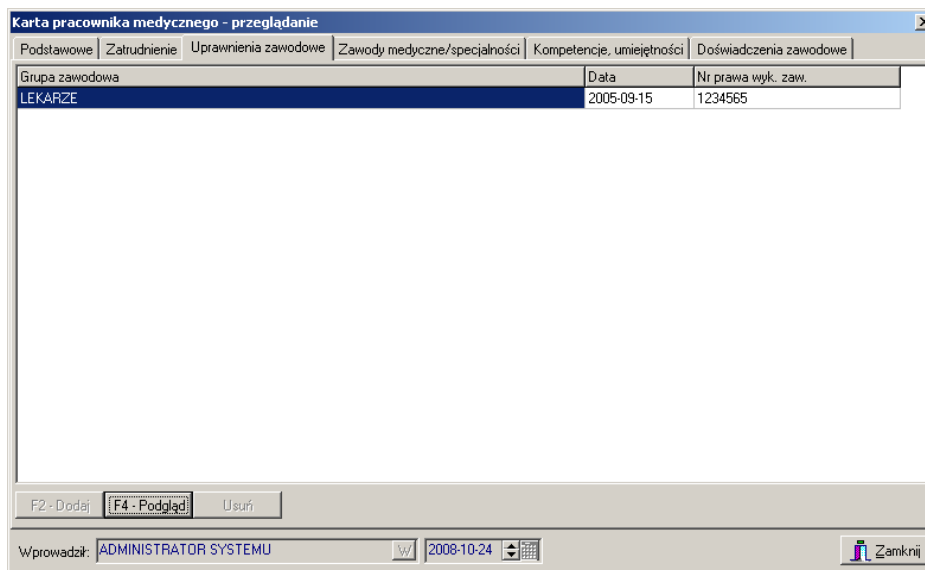 Karta pracownika medycznego - przeglądanie
Podstawowe Zatrudnienie Uprawnienia zawodowe Zawody medyczne/specjalności Kompetencje, umiejętności Doświadczenia zawodowe
Grupa zawodowa Data Nr prawa wyk. zaw.
LEKARZE 2005-09-15 1234565
F2 - Dodaj F4 - Podgląd Usuń
Wprowadził: ADMINISTRATOR SYSTEMU W 2008-10-24 Zamknij